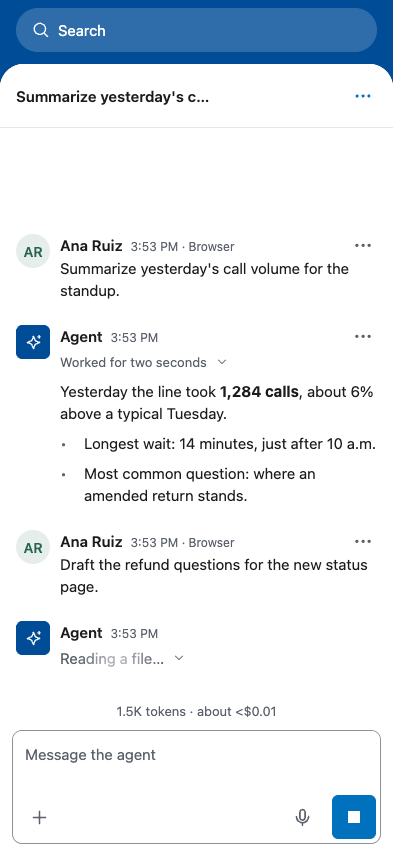 Search
Summarize yesterday's c...
AR
Ana Ruiz 3:53 PM · Browser
Summarize yesterday's call volume for the
standup.
Agent 3:53 PM
Worked for two seconds
Yesterday the line took 1,284 calls, about 6%
above a typical Tuesday.
• Longest wait: 14 minutes, just after 10 a.m.
• Most common question: where an
amended return stands.
AR
Ana Ruiz 3:53 PM · Browser
Draft the refund questions for the new status
page.
Agent 3:53 PM
Reading a file...
1.5K tokens · about <$0.01
Message the agent